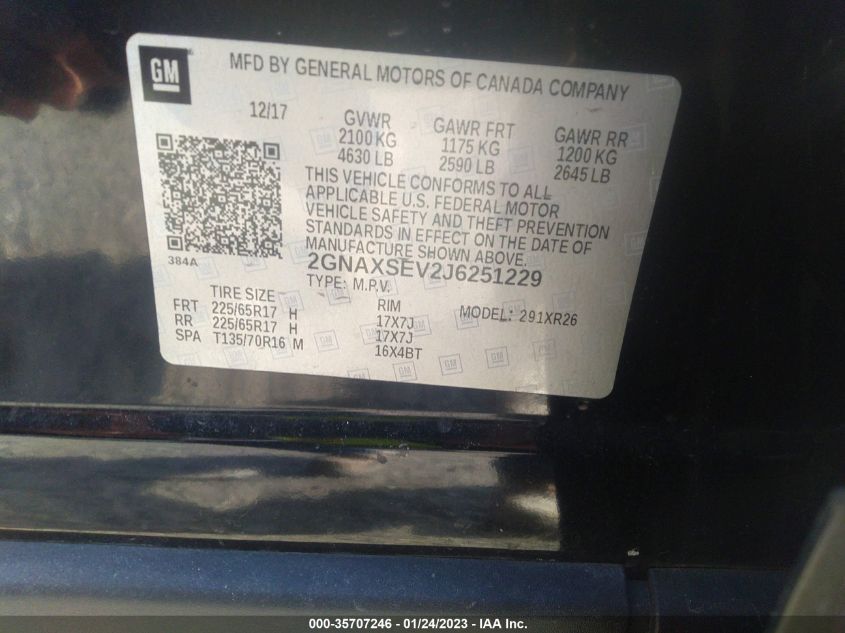 GM
MFD BY GENERAL MOTORS OF CANADA COMPANY
12/17
GVWR
2100 KG
4630 LB
GAWR FRT
1175 KG
2590 LB
GAWR RR
1200 KG
2645 LB
THIS VEHICLE CONFORMS TO ALL
APPLICABLE U.S. FEDERAL MOTOR
VEHICLE SAFETY AND THEFT PREVENTION
STANDARDS IN EFFECT ON THE DATE OF
MANUFACTURE SHOWN ABOVE.
384A
2GNAXSEV2J6251229
TYPE: M.P.V.
MODEL: 291XR26
TIRE SIZE RIM
FRT 225/65R17 H 17X7J
RR 225/65R17 H 17X7J
SPA T135/70R16 M 16X4BT
000-35707246 - 01/24/2023 - IAA Inc.